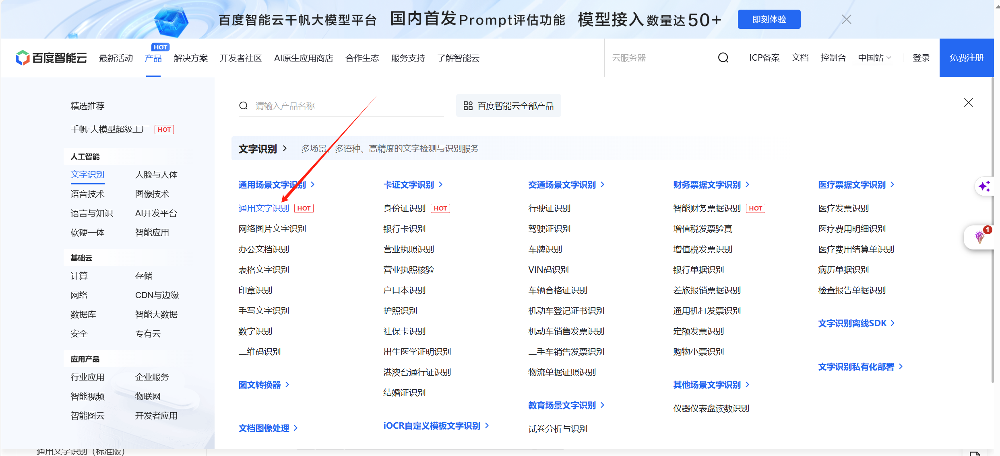 百度智能云千帆大模型平台 国内首发Prompt评估功能 模型接入数量达50+ 即刻体验
HOT
百度智能云 最新活动 产品 解决方案 开发者社区 AI原生应用商店 合作生态 服务支持 了解智能云 云服务器 ICP备案 文档 控制台 中国站 登录 免费注册
精选推荐
千帆·大模型超级工厂 HOT
人工智能
文字识别 人脸与人体
语音技术 图像技术
语言与知识 AI开发平台
软硬一体 智能应用
基础云
计算 存储
网络 CDN与边缘
数据库 智能大数据
安全 专有云
应用产品
行业应用 企业服务
智能视频 物联网
智能图云 开发者应用
请输入产品名称 百度智能云全部产品
文字识别 多场景、多语种、高精度的文字检测与识别服务
通用场景文字识别
通用文字识别 HOT
网络图片文字识别
办公文档识别
表格文字识别
印章识别
手写文字识别
数字识别
二维码识别
图文转换器
文档图像处理
卡证文字识别
身份证识别 HOT
银行卡识别
营业执照识别
营业执照核验
户口本识别
护照识别
社保卡识别
出生医学证明识别
港澳台通行证识别
结婚证识别
iOCR自定义模板文字识别
交通场景文字识别
行驶证识别
驾驶证识别
车牌识别
VIN码识别
车辆合格证识别
机动车登记证书识别
机动车销售发票识别
二手车销售发票识别
物流单据证照识别
教育场景文字识别
试卷分析与识别
财务票据文字识别
智能财务票据识别 HOT
增值税发票验真
增值税发票识别
银行单据识别
差旅报销票据识别
通用机打发票识别
定额发票识别
购物小票识别
其他场景文字识别
仪器仪表盘读数识别
医疗票据文字识别
医疗发票识别
医疗费用明细识别
医疗费用结算单识别
病历单据识别
检查报告单据识别
文字识别离线SDK
文字识别私有化部署
1
通用文字识别（标准版）